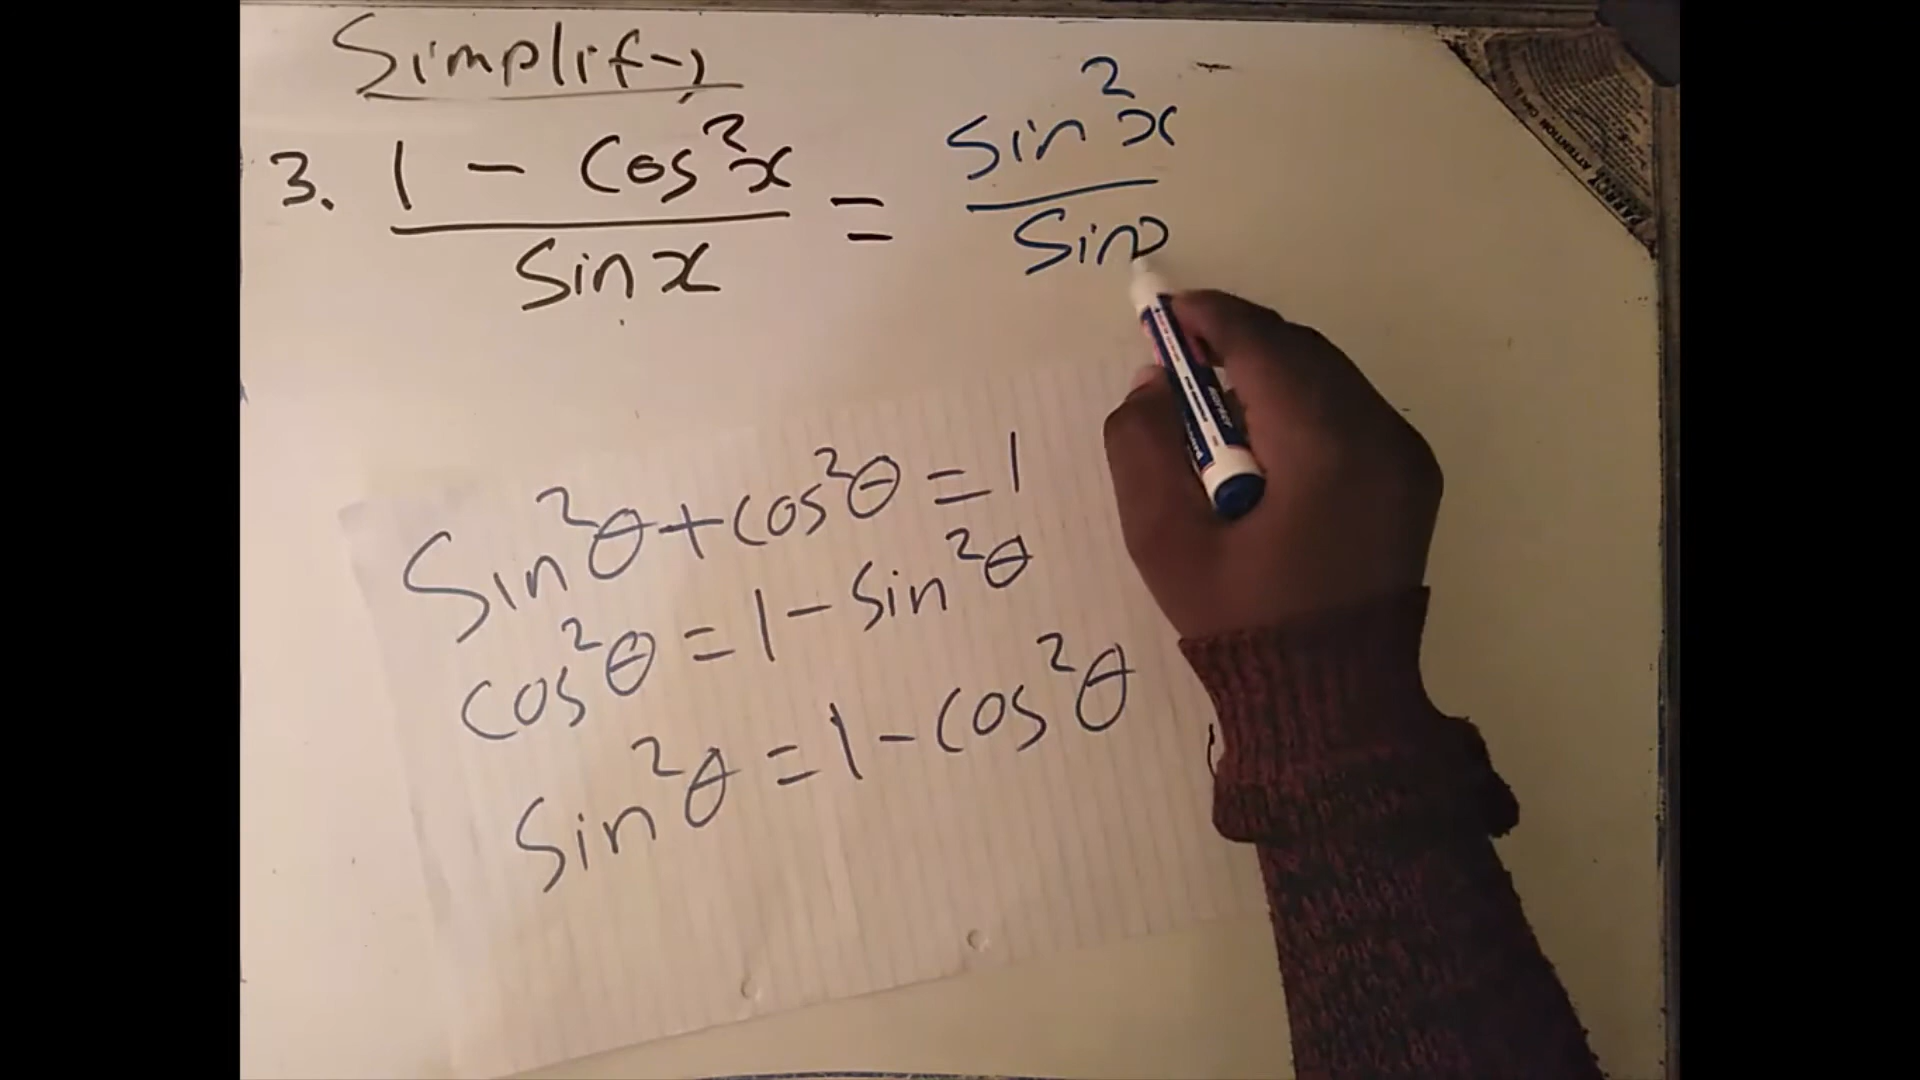 Simplify
3. 1 - cos²x / sin x = sin²x / sin
sin²θ + cos²θ = 1
cos²θ = 1 - sin²θ
sin²θ = 1 - cos²θ